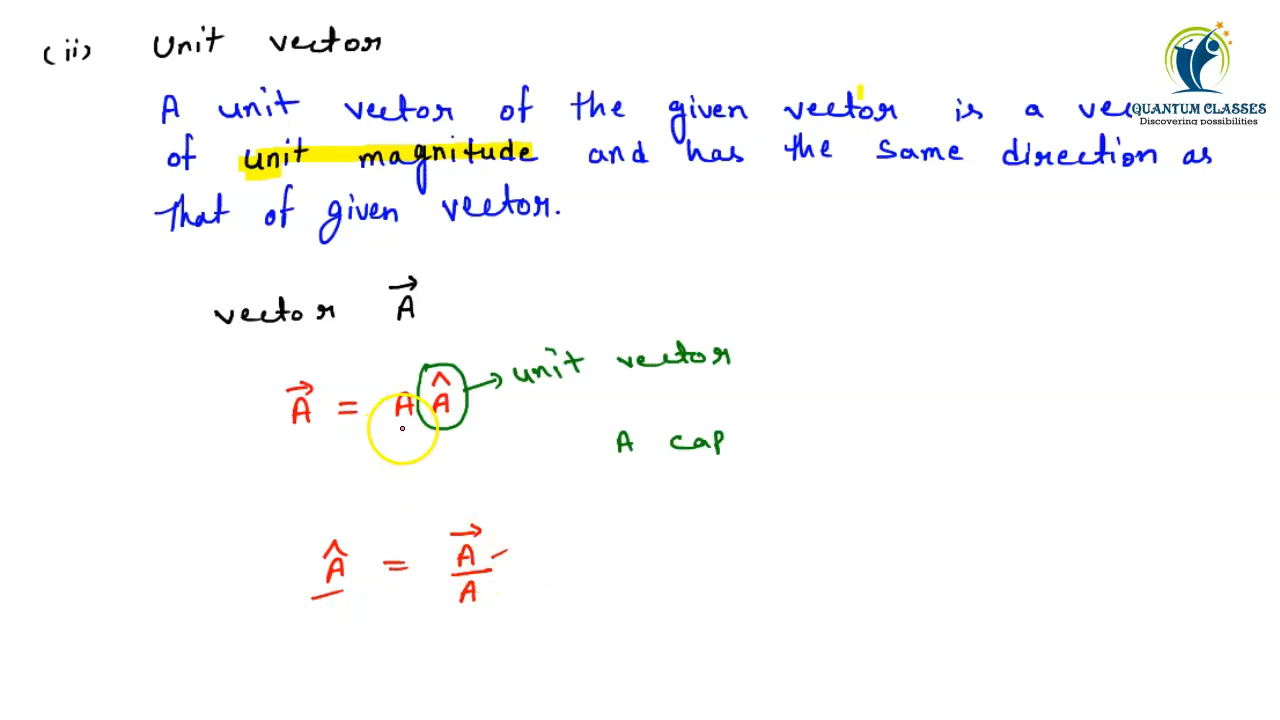 (ii) Unit vector
A unit vector of the given vector is a
of unit magnitude and has the same direction as
that of given vector.
vector A⃗
A⃗ = A Â → unit vector
A cap
Â = A⃗ / A
QUANTUM CLASSES
Discovering possibilities